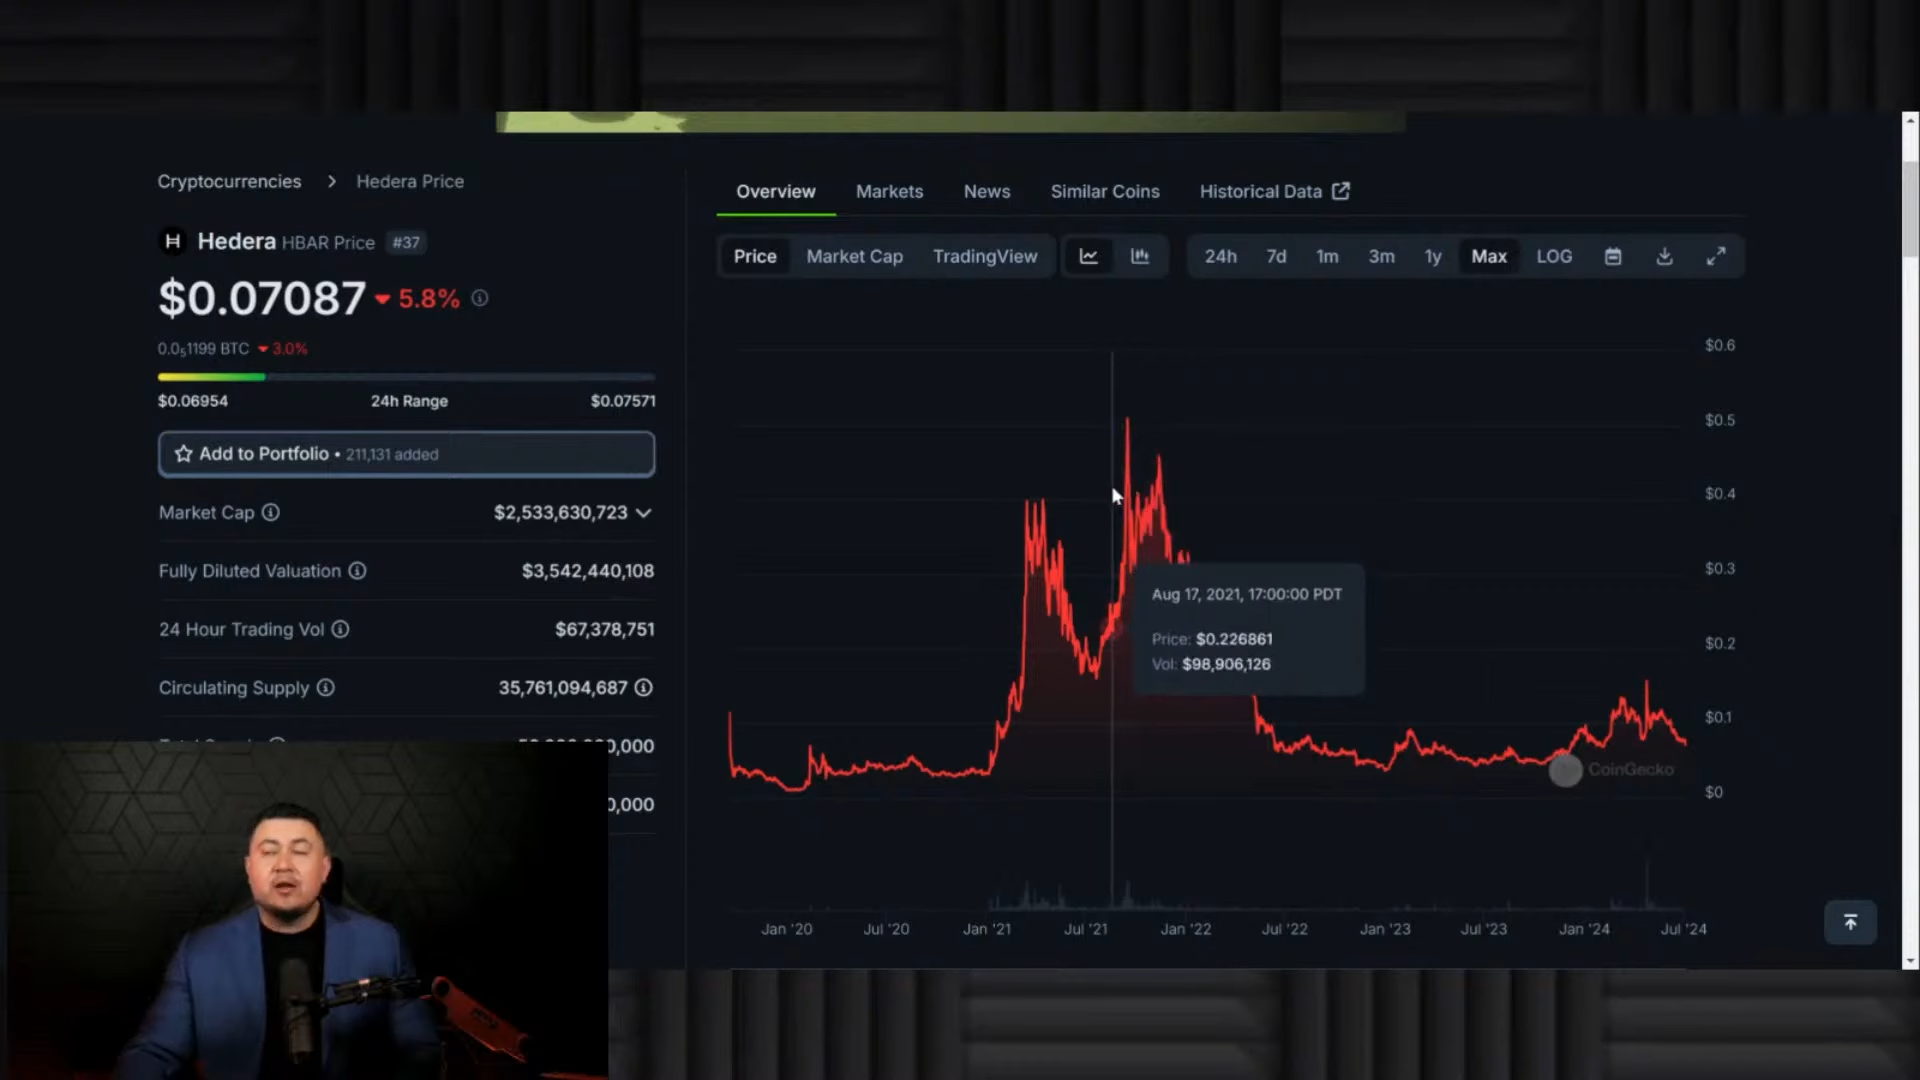 Cryptocurrencies > Hedera Price
Hedera HBAR Price #37
$0.07087 5.8%
0.0₅1199 BTC 3.0%
$0.06954 24h Range $0.07571
Add to Portfolio • 211,131 added
Market Cap $2,533,630,723
Fully Diluted Valuation $3,542,440,108
24 Hour Trading Vol $67,378,751
Circulating Supply 35,761,094,687
0,000
0,000
Overview Markets News Similar Coins Historical Data
Price Market Cap TradingView 24h 7d 1m 3m 1y Max LOG
$0.6
$0.5
$0.4
$0.3
$0.2
$0.1
$0
Aug 17, 2021, 17:00:00 PDT
Price: $0.226861
Vol: $98,906,126
CoinGecko
Jan '20 Jul '20 Jan '21 Jul '21 Jan '22 Jul '22 Jan '23 Jul '23 Jan '24 Jul '24